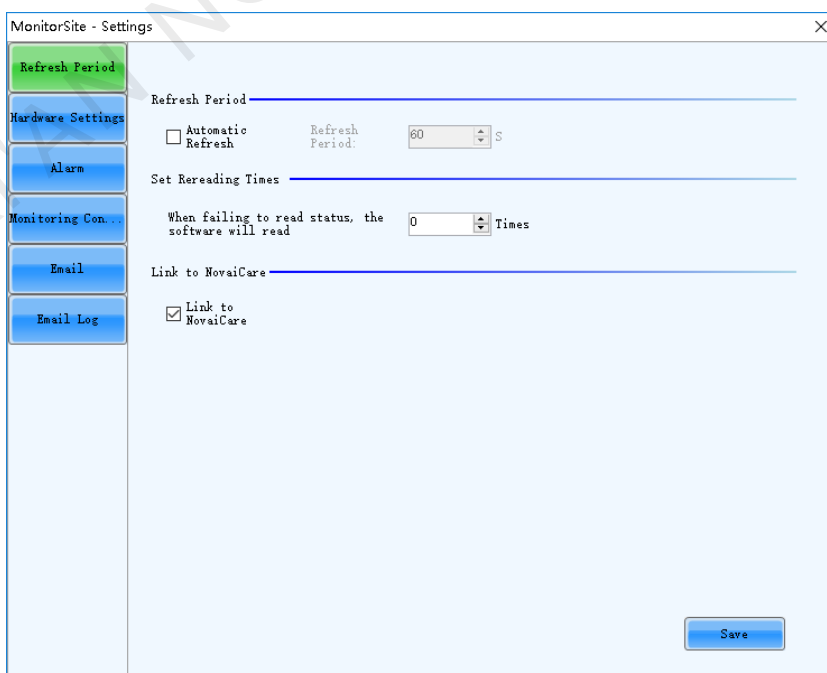 MonitorSite - Settings
Refresh Period
Hardware Settings
Alarm
Monitoring Con...
Email
Email Log
Refresh Period
Automatic
Refresh
Refresh
Period:
60
S
Set Rereading Times
When failing to read status, the
software will read
0
Times
Link to NovaiCare
Link to
NovaiCare
Save